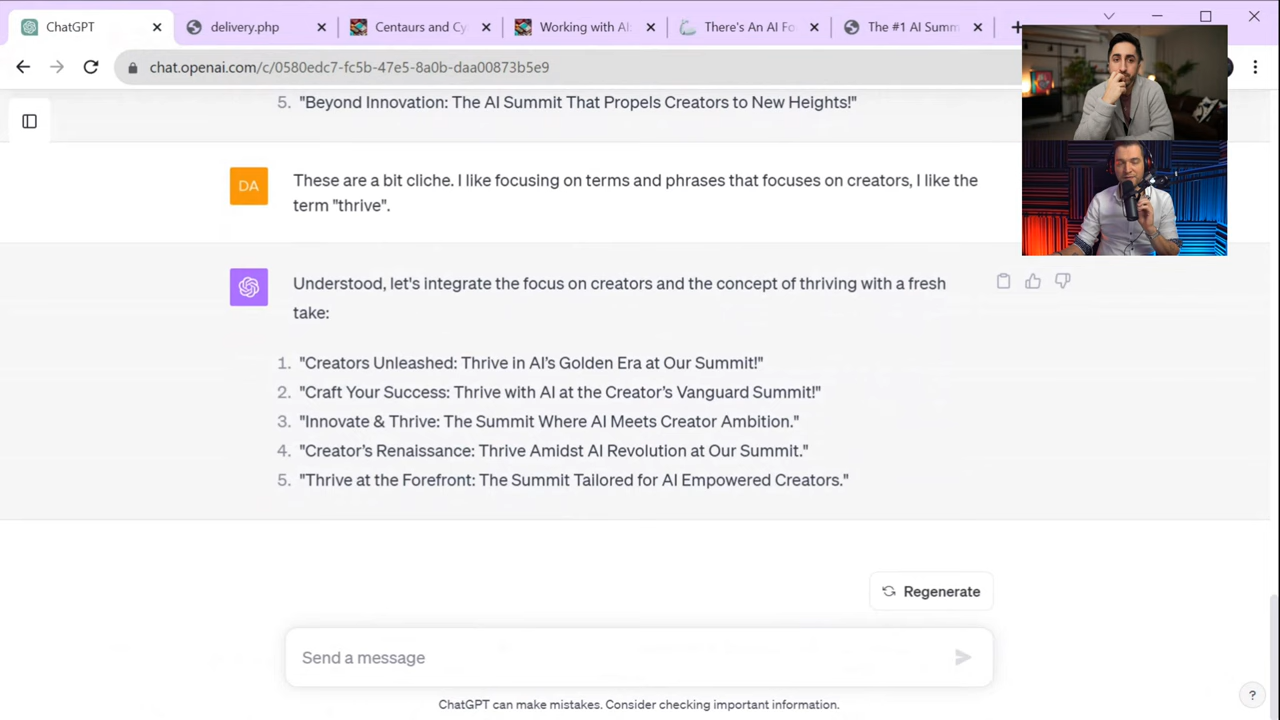 ChatGPT
delivery.php
Centaurs and Cy
Working with AI:
There's An AI Fo
The #1 AI Summ
chat.openai.com/c/0580edc7-fc5b-47e5-8a0b-daa00873b5e9
5. "Beyond Innovation: The AI Summit That Propels Creators to New Heights!"
DA
These are a bit cliche. I like focusing on terms and phrases that focuses on creators, I like the
term "thrive".
Understood, let's integrate the focus on creators and the concept of thriving with a fresh
take:
1. "Creators Unleashed: Thrive in AI’s Golden Era at Our Summit!"
2. "Craft Your Success: Thrive with AI at the Creator’s Vanguard Summit!"
3. "Innovate & Thrive: The Summit Where AI Meets Creator Ambition."
4. "Creator’s Renaissance: Thrive Amidst AI Revolution at Our Summit."
5. "Thrive at the Forefront: The Summit Tailored for AI Empowered Creators."
Regenerate
Send a message
ChatGPT can make mistakes. Consider checking important information.
?